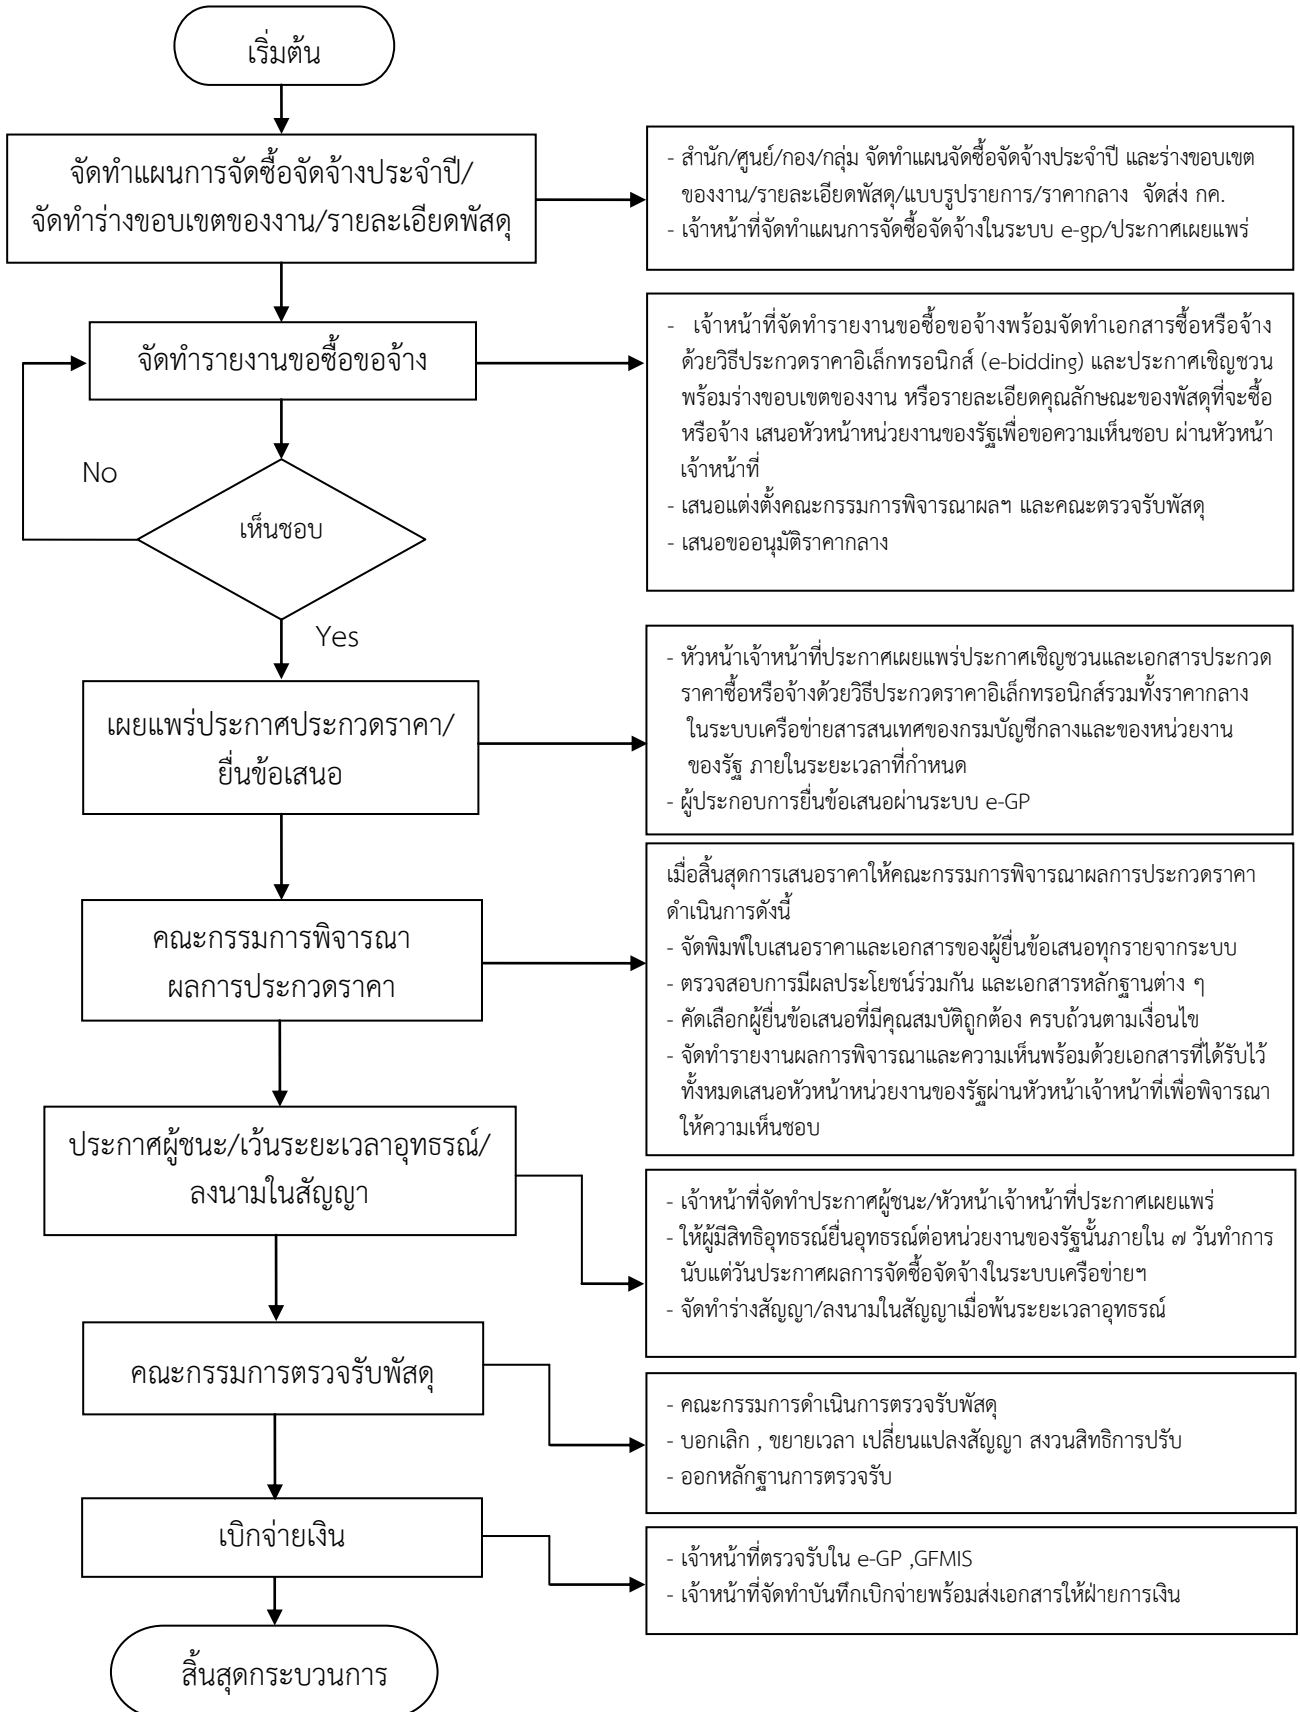 เริ่มต้น
จัดทำแผนการจัดซื้อจัดจ้างประจำปี/
จัดทำร่างขอบเขตของงาน/รายละเอียดพัสดุ
- สำนัก/ศูนย์/กอง/กลุ่ม จัดทำแผนจัดซื้อจัดจ้างประจำปี และร่างขอบเขต
ของงาน/รายละเอียดพัสดุ/แบบรูปรายการ/ราคากลาง จัดส่ง กค.
- เจ้าหน้าที่จัดทำแผนการจัดซื้อจัดจ้างในระบบ e-gp/ประกาศเผยแพร่
จัดทำรายงานขอซื้อขอจ้าง
- เจ้าหน้าที่จัดทำรายงานขอซื้อขอจ้างพร้อมจัดทำเอกสารซื้อหรือจ้าง
ด้วยวิธีประกวดราคาอิเล็กทรอนิกส์ (e-bidding) และประกาศเชิญชวน
พร้อมร่างขอบเขตของงาน หรือรายละเอียดคุณลักษณะของพัสดุที่จะซื้อ
หรือจ้าง เสนอหัวหน้าหน่วยงานของรัฐเพื่อขอความเห็นชอบ ผ่านหัวหน้า
เจ้าหน้าที่
- เสนอแต่งตั้งคณะกรรมการพิจารณาผลฯ และคณะตรวจรับพัสดุ
- เสนอขออนุมัติราคากลาง
No
เห็นชอบ
Yes
เผยแพร่ประกาศประกวดราคา/
ยื่นข้อเสนอ
- หัวหน้าเจ้าหน้าที่ประกาศเผยแพร่ประกาศเชิญชวนและเอกสารประกวด
ราคาซื้อหรือจ้างด้วยวิธีประกวดราคาอิเล็กทรอนิกส์รวมทั้งราคากลาง
ในระบบเครือข่ายสารสนเทศของกรมบัญชีกลางและของหน่วยงาน
ของรัฐ ภายในระยะเวลาที่กำหนด
- ผู้ประกอบการยื่นข้อเสนอผ่านระบบ e-GP
คณะกรรมการพิจารณา
ผลการประกวดราคา
เมื่อสิ้นสุดการเสนอราคาให้คณะกรรมการพิจารณาผลการประกวดราคา
ดำเนินการดังนี้
- จัดพิมพ์ใบเสนอราคาและเอกสารของผู้ยื่นข้อเสนอทุกรายจากระบบ
- ตรวจสอบการมีผลประโยชน์ร่วมกัน และเอกสารหลักฐานต่าง ๆ
- คัดเลือกผู้ยื่นข้อเสนอที่มีคุณสมบัติถูกต้อง ครบถ้วนตามเงื่อนไข
- จัดทำรายงานผลการพิจารณาและความเห็นพร้อมด้วยเอกสารที่ได้รับไว้
ทั้งหมดเสนอหัวหน้าหน่วยงานของรัฐผ่านหัวหน้าเจ้าหน้าที่เพื่อพิจารณา
ให้ความเห็นชอบ
ประกาศผู้ชนะ/เว้นระยะเวลาอุทธรณ์/
ลงนามในสัญญา
- เจ้าหน้าที่จัดทำประกาศผู้ชนะ/หัวหน้าเจ้าหน้าที่ประกาศเผยแพร่
- ให้ผู้มีสิทธิอุทธรณ์ยื่นอุทธรณ์ต่อหน่วยงานของรัฐนั้นภายใน ๗ วันทำการ
นับแต่วันประกาศผลการจัดซื้อจัดจ้างในระบบเครือข่ายฯ
- จัดทำร่างสัญญา/ลงนามในสัญญาเมื่อพ้นระยะเวลาอุทธรณ์
คณะกรรมการตรวจรับพัสดุ
- คณะกรรมการดำเนินการตรวจรับพัสดุ
- บอกเลิก , ขยายเวลา เปลี่ยนแปลงสัญญา สงวนสิทธิการปรับ
- ออกหลักฐานการตรวจรับ
เบิกจ่ายเงิน
- เจ้าหน้าที่ตรวจรับใน e-GP ,GFMIS
- เจ้าหน้าที่จัดทำบันทึกเบิกจ่ายพร้อมส่งเอกสารให้ฝ่ายการเงิน
สิ้นสุดกระบวนการ